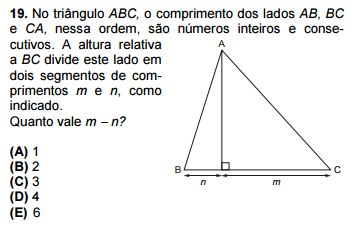 19. No triângulo ABC, o comprimento dos lados AB, BC
e CA, nessa ordem, são números inteiros e conse-
cutivos. A altura relativa
a BC divide este lado em
dois segmentos de com-
primentos m e n, como
indicado.
Quanto vale m – n?
(A) 1
(B) 2
(C) 3
(D) 4
(E) 6
A
B
C
n
m